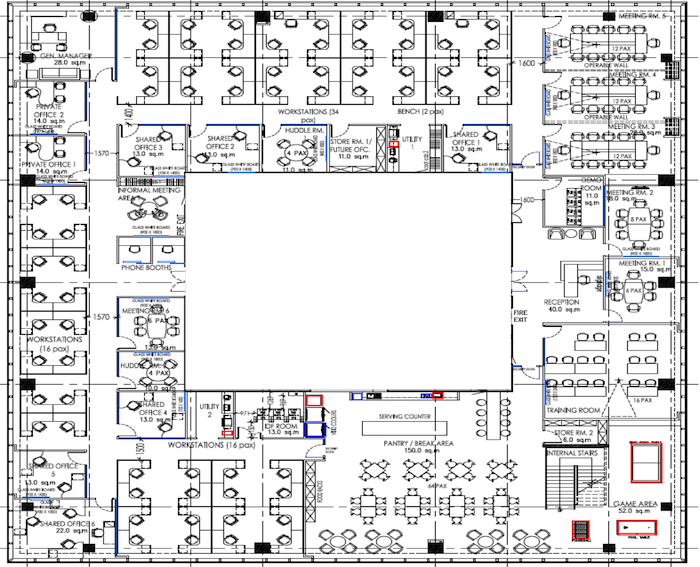 MEETING RM. 5
12 PAX
OPERABLE WALL
GEN. MANAGER
28.0 sq.m
1600
MEETING RM. 4
12 PAX
OPERABLE WALL
PRIVATE
OFFICE 2
14.0 sq.m
1400
WORKSTATIONS (34
pax)
BENCH (2 pax)
MEETING RM. 3
12 PAX
1570
SHARED
OFFICE 3
13.0 sq.m
SHARED
OFFICE 2
13.0 sq.m
HUDDLE RM.
4 PAX
11.0 sq.m
STORE RM. 1/
FUTURE OFC.
11.0 sq.m
UTILITY
1
SHARED
OFFICE 1
13.0 sq.m
PRIVATE OFFICE 1
14.0 sq.m
INFORMAL MEETING
AREA
FIRE EXIT
DEMO
ROOM
11.0
sq.m
MEETING RM. 2
18.0 sq.m
8 PAX
1600
PHONE BOOTHS
MEETING RM. 1
15.0 sq.m
6 PAX
RECEPTION
40.0 sq.m
FIRE
EXIT
1570
MEETING RM. 6
6 PAX
WORKSTATIONS
(16 pax)
4 PAX
10.0 sq.m
SHARED
OFFICE 4
13.0 sq.m
UTILITY
2
IDF ROOM
13.0 sq.m
SERVING COUNTER
16 PAX
TRAINING ROOM
STORE RM. 2
6.0 sq.m
1500
WORKSTATIONS (16 pax)
PANTRY / BREAK AREA
150.0 sq.m
INTERNAL STAIRS
SHARED OFFICE
5
13.0 sq.m
64 PAX
GAME AREA
52.0 sq.m
SHARED OFFICE 6
22.0 sq.m
POOL TABLE